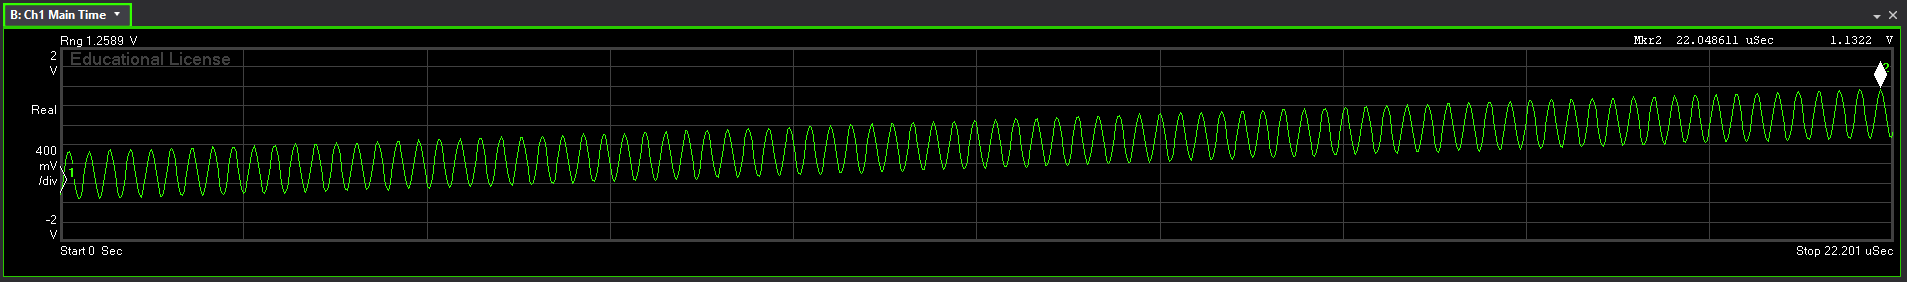 B: Ch1 Main Time
Rng 1.2589 V
Mkr2 22.048611 uSec 1.1322 V
2
V
Educational License
2
Real
400
mV
/div
1
-2
V
Start 0 Sec
Stop 22.201 uSec